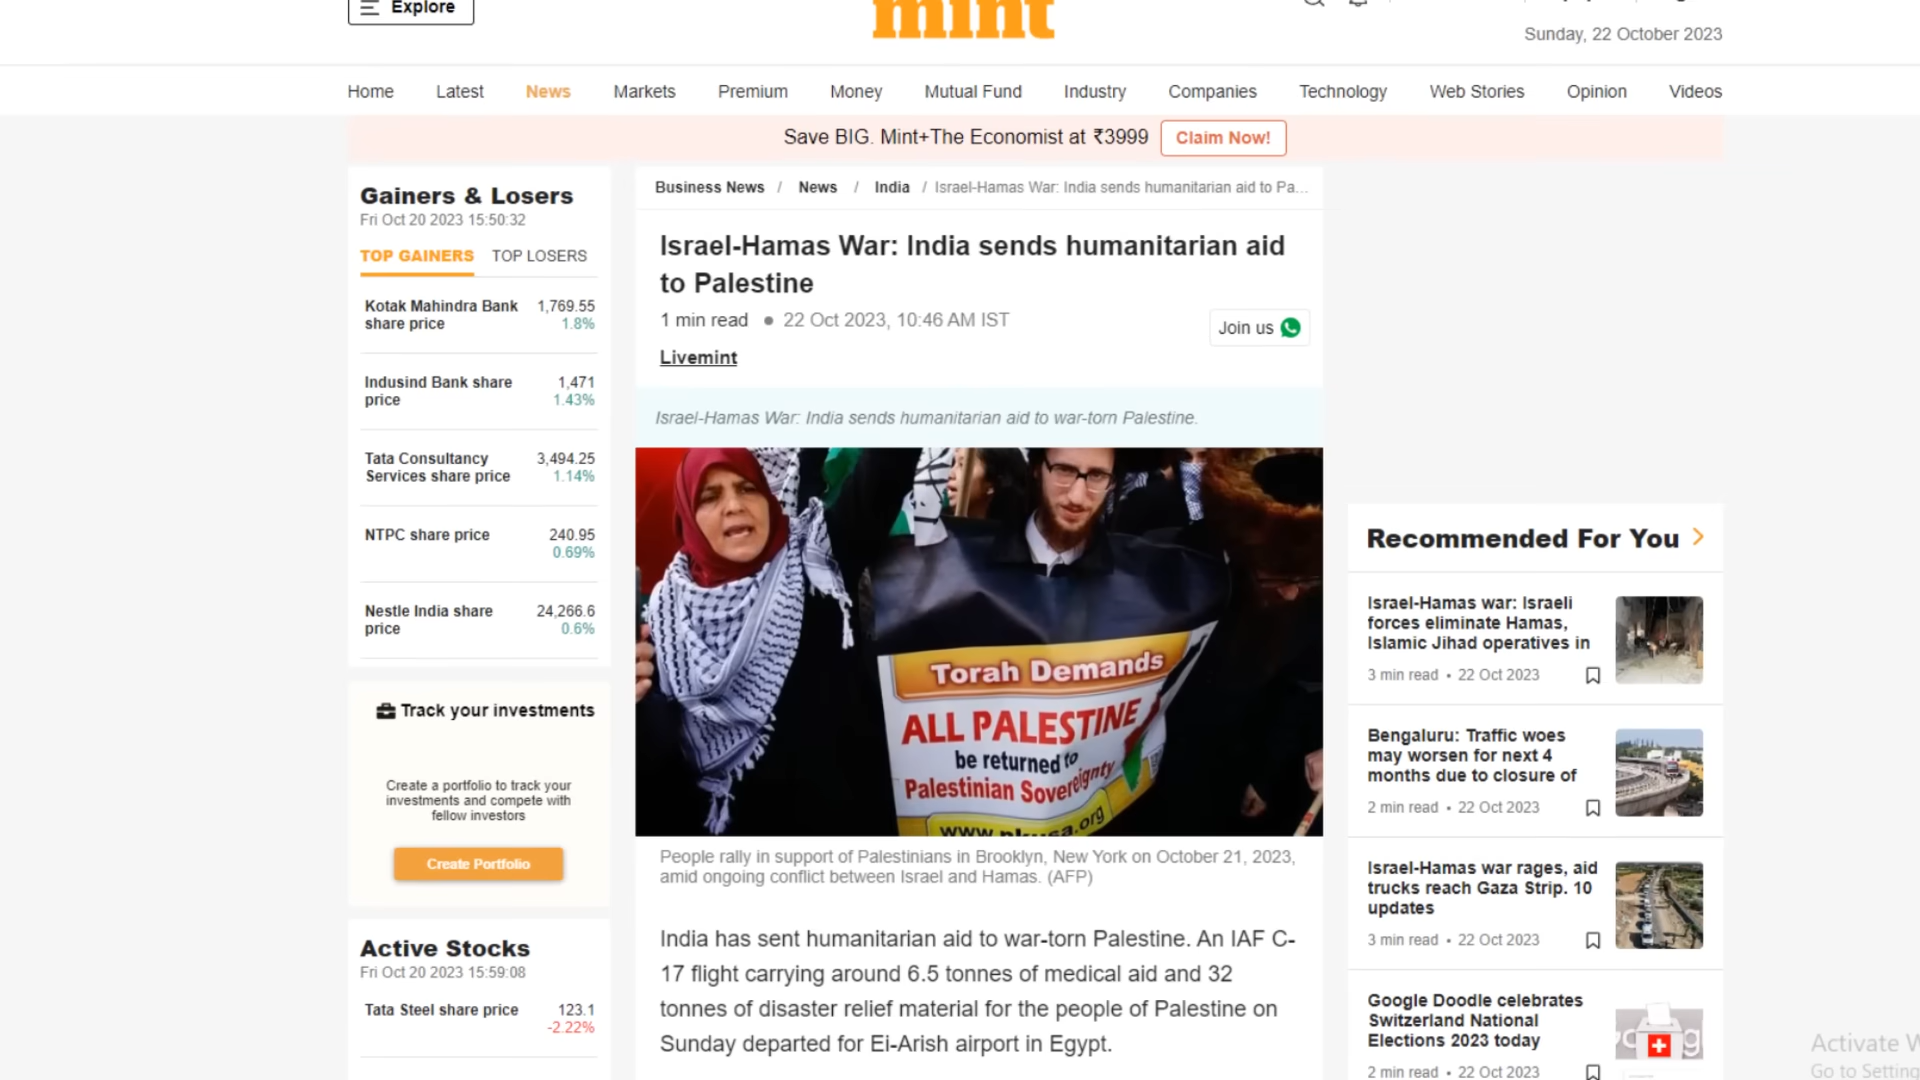 Explore
mint
Sunday, 22 October 2023
Home Latest News Markets Premium Money Mutual Fund Industry Companies Technology Web Stories Opinion Videos
Save BIG. Mint+The Economist at ₹3999 Claim Now!
Gainers & Losers
Fri Oct 20 2023 15:50:32
TOP GAINERS TOP LOSERS
Kotak Mahindra Bank 1,769.55
share price 1.8%
Indusind Bank share 1,471
price 1.43%
Tata Consultancy 3,494.25
Services share price 1.14%
NTPC share price 240.95
0.69%
Nestle India share 24,266.6
price 0.6%
Track your investments
Create a portfolio to track your
investments and compete with
fellow investors
Create Portfolio
Active Stocks
Fri Oct 20 2023 15:59:08
Tata Steel share price 123.1
-2.22%
Business News / News / India / Israel-Hamas War: India sends humanitarian aid to Pa...
Israel-Hamas War: India sends humanitarian aid
to Palestine
1 min read • 22 Oct 2023, 10:46 AM IST
Join us
Livemint
Israel-Hamas War: India sends humanitarian aid to war-torn Palestine.
Torah Demands
ALL PALESTINE
be returned to
Palestinian Sovereignty
People rally in support of Palestinians in Brooklyn, New York on October 21, 2023,
amid ongoing conflict between Israel and Hamas. (AFP)
India has sent humanitarian aid to war-torn Palestine. An IAF C-
17 flight carrying around 6.5 tonnes of medical aid and 32
tonnes of disaster relief material for the people of Palestine on
Sunday departed for Ei-Arish airport in Egypt.
Recommended For You
Israel-Hamas war: Israeli
forces eliminate Hamas,
Islamic Jihad operatives in
3 min read • 22 Oct 2023
Bengaluru: Traffic woes
may worsen for next 4
months due to closure of
2 min read • 22 Oct 2023
Israel-Hamas war rages, aid
trucks reach Gaza Strip. 10
updates
3 min read • 22 Oct 2023
Google Doodle celebrates
Switzerland National
Elections 2023 today
2 min read • 22 Oct 2023
Activate W
Go to Setting